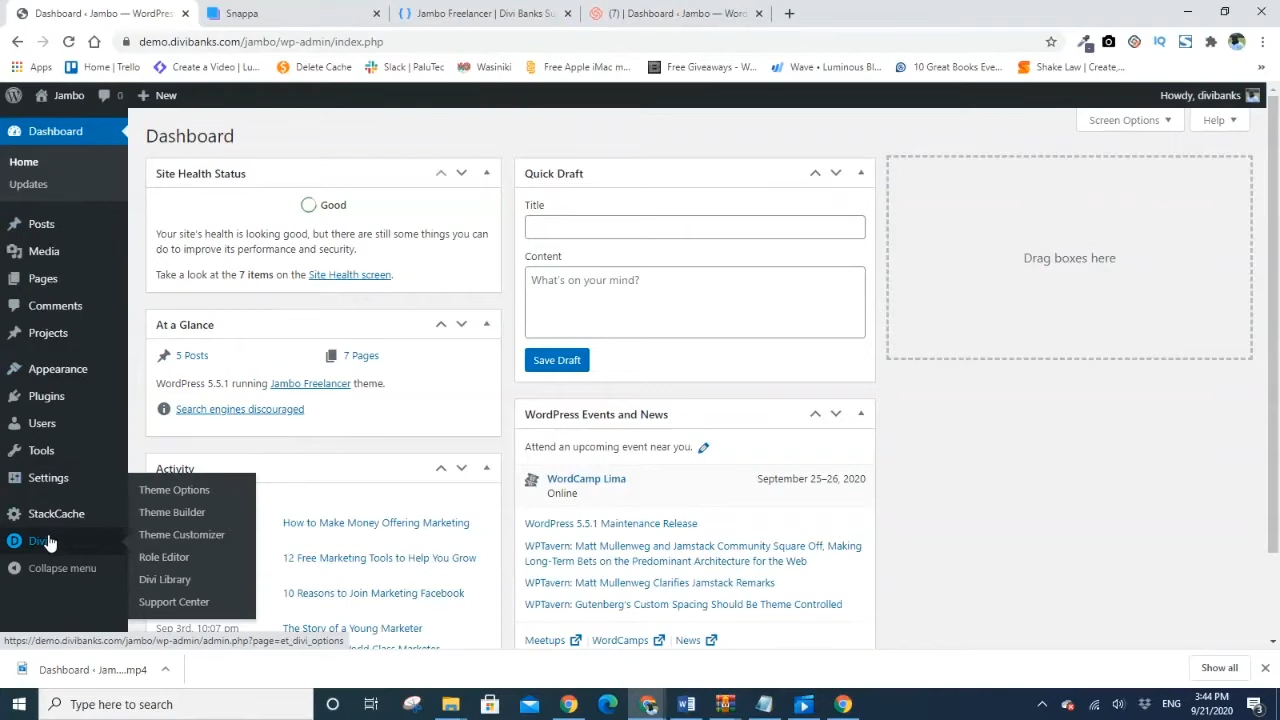 Dashboard ‹ Jambo — WordPres
Snappa
Jambo Freelancer | Divi Banks Su
(7) | Dashboard ‹ Jambo — Worc
demo.divibanks.com/jambo/wp-admin/index.php
Apps
Home | Trello
Create a Video | Lu...
Delete Cache
Slack | PaluTec
Wasiniki
Free Apple iMac m...
Free Giveaways - W...
Wave • Luminous Bl...
10 Great Books Eve...
Shake Law | Create,...
Jambo
0
New
Howdy, divibanks
Dashboard
Home
Updates
Posts
Media
Pages
Comments
Projects
Appearance
Plugins
Users
Tools
Settings
StackCache
Divi
Collapse menu
Theme Options
Theme Builder
Theme Customizer
Role Editor
Divi Library
Support Center
Dashboard
Screen Options
Help
Site Health Status
Good
Your site's health is looking good, but there are still some things you can
do to improve its performance and security.
Take a look at the 7 items on the Site Health screen.
At a Glance
5 Posts
7 Pages
WordPress 5.5.1 running Jambo Freelancer theme.
Search engines discouraged
Activity
How to Make Money Offering Marketing
12 Free Marketing Tools to Help You Grow
10 Reasons to Join Marketing Facebook
Sep 3rd, 10:07 pm
The Story of a Young Marketer
Quick Draft
Title
Content
What's on your mind?
Save Draft
WordPress Events and News
Attend an upcoming event near you.
WordCamp Lima
September 25–26, 2020
Online
WordPress 5.5.1 Maintenance Release
WPTavern: Matt Mullenweg and Jamstack Community Square Off, Making
Long-Term Bets on the Predominant Architecture for the Web
WPTavern: Matt Mullenweg Clarifies Jamstack Remarks
WPTavern: Gutenberg's Custom Spacing Should Be Theme Controlled
Meetups
WordCamps
News
Drag boxes here
https://demo.divibanks.com/jambo/wp-admin/admin.php?page=et_divi_options
Dashboard ‹ Jam....mp4
Show all
Type here to search
ENG
3:44 PM
9/21/2020